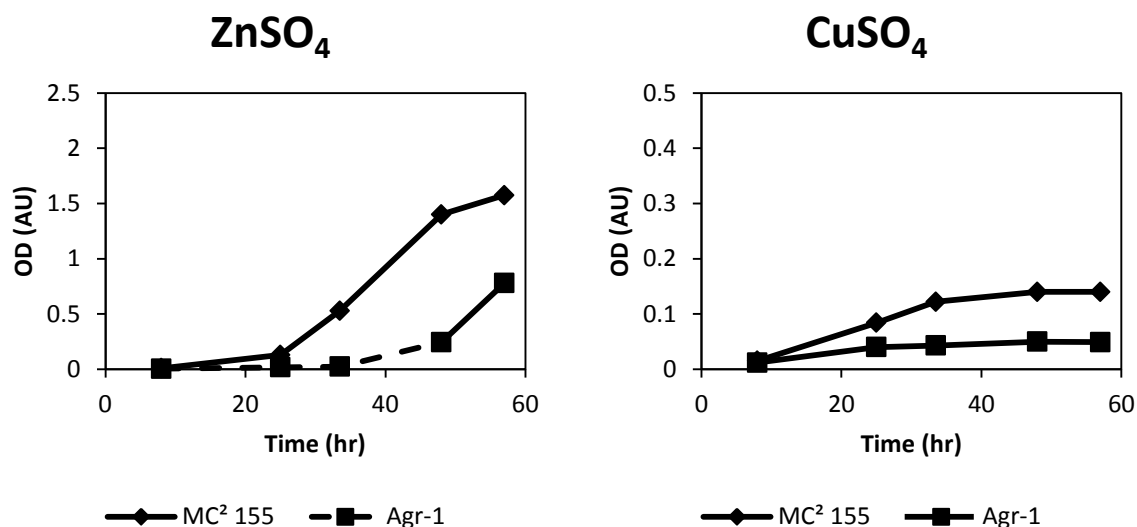 ZnSO₄
2.5
2
1.5
1
0.5
0
OD (AU)
0 20 40 60
Time (hr)
MC² 155 Agr-1
CuSO₄
0.5
0.4
0.3
0.2
0.1
0
OD (AU)
0 20 40 60
Time (hr)
MC² 155 Agr-1